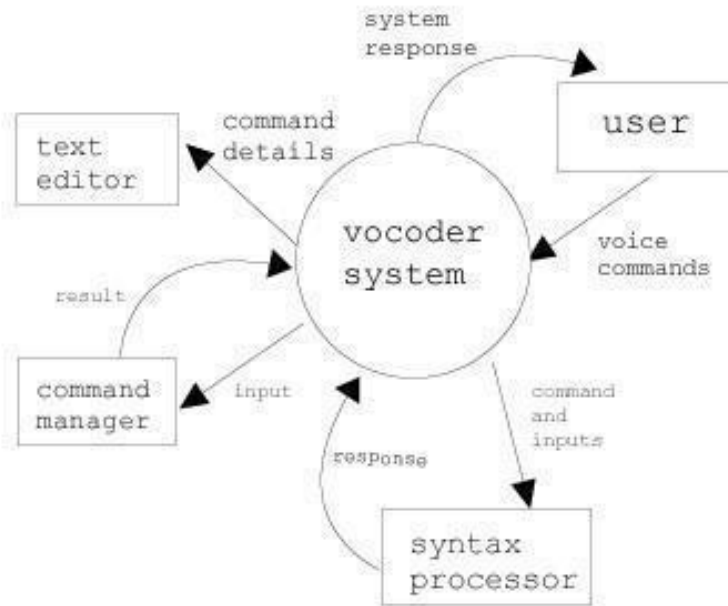 system
response
user
text
editor
command
details
vocoder
system
voice
commands
result
command
manager
input
command
and
inputs
response
syntax
processor